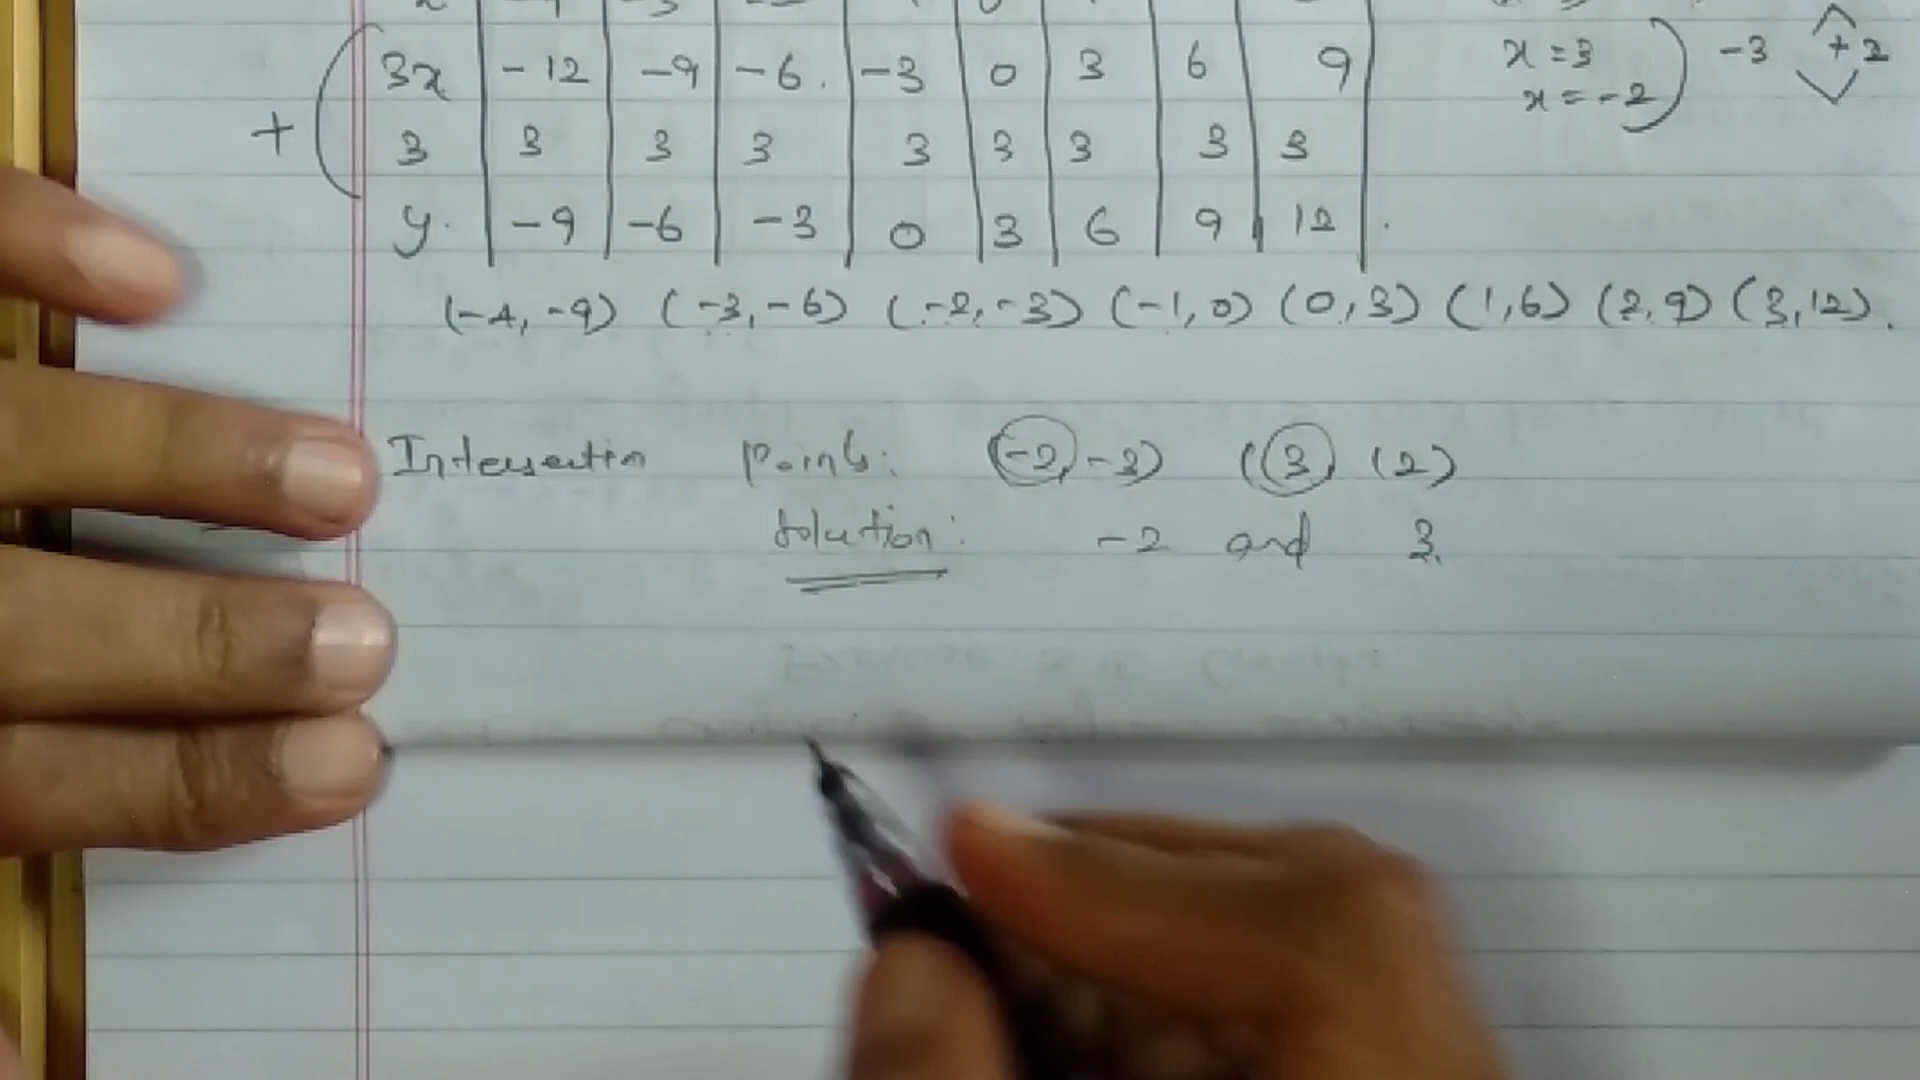 3x -12 -9 -6. -3 0 3 6 9
+ 3 3 3 3 3 3 3 3 3
y. -9 -6 -3 0 3 6 9 12.
x = 3
x = -2
-3 +2
(-4, -9) (-3, -6) (-2, -3) (-1, 0) (0, 3) (1, 6) (2, 9) (3, 12).
Intersection points: (-2, -3) (3, 12)
Solution: -2 and 3.